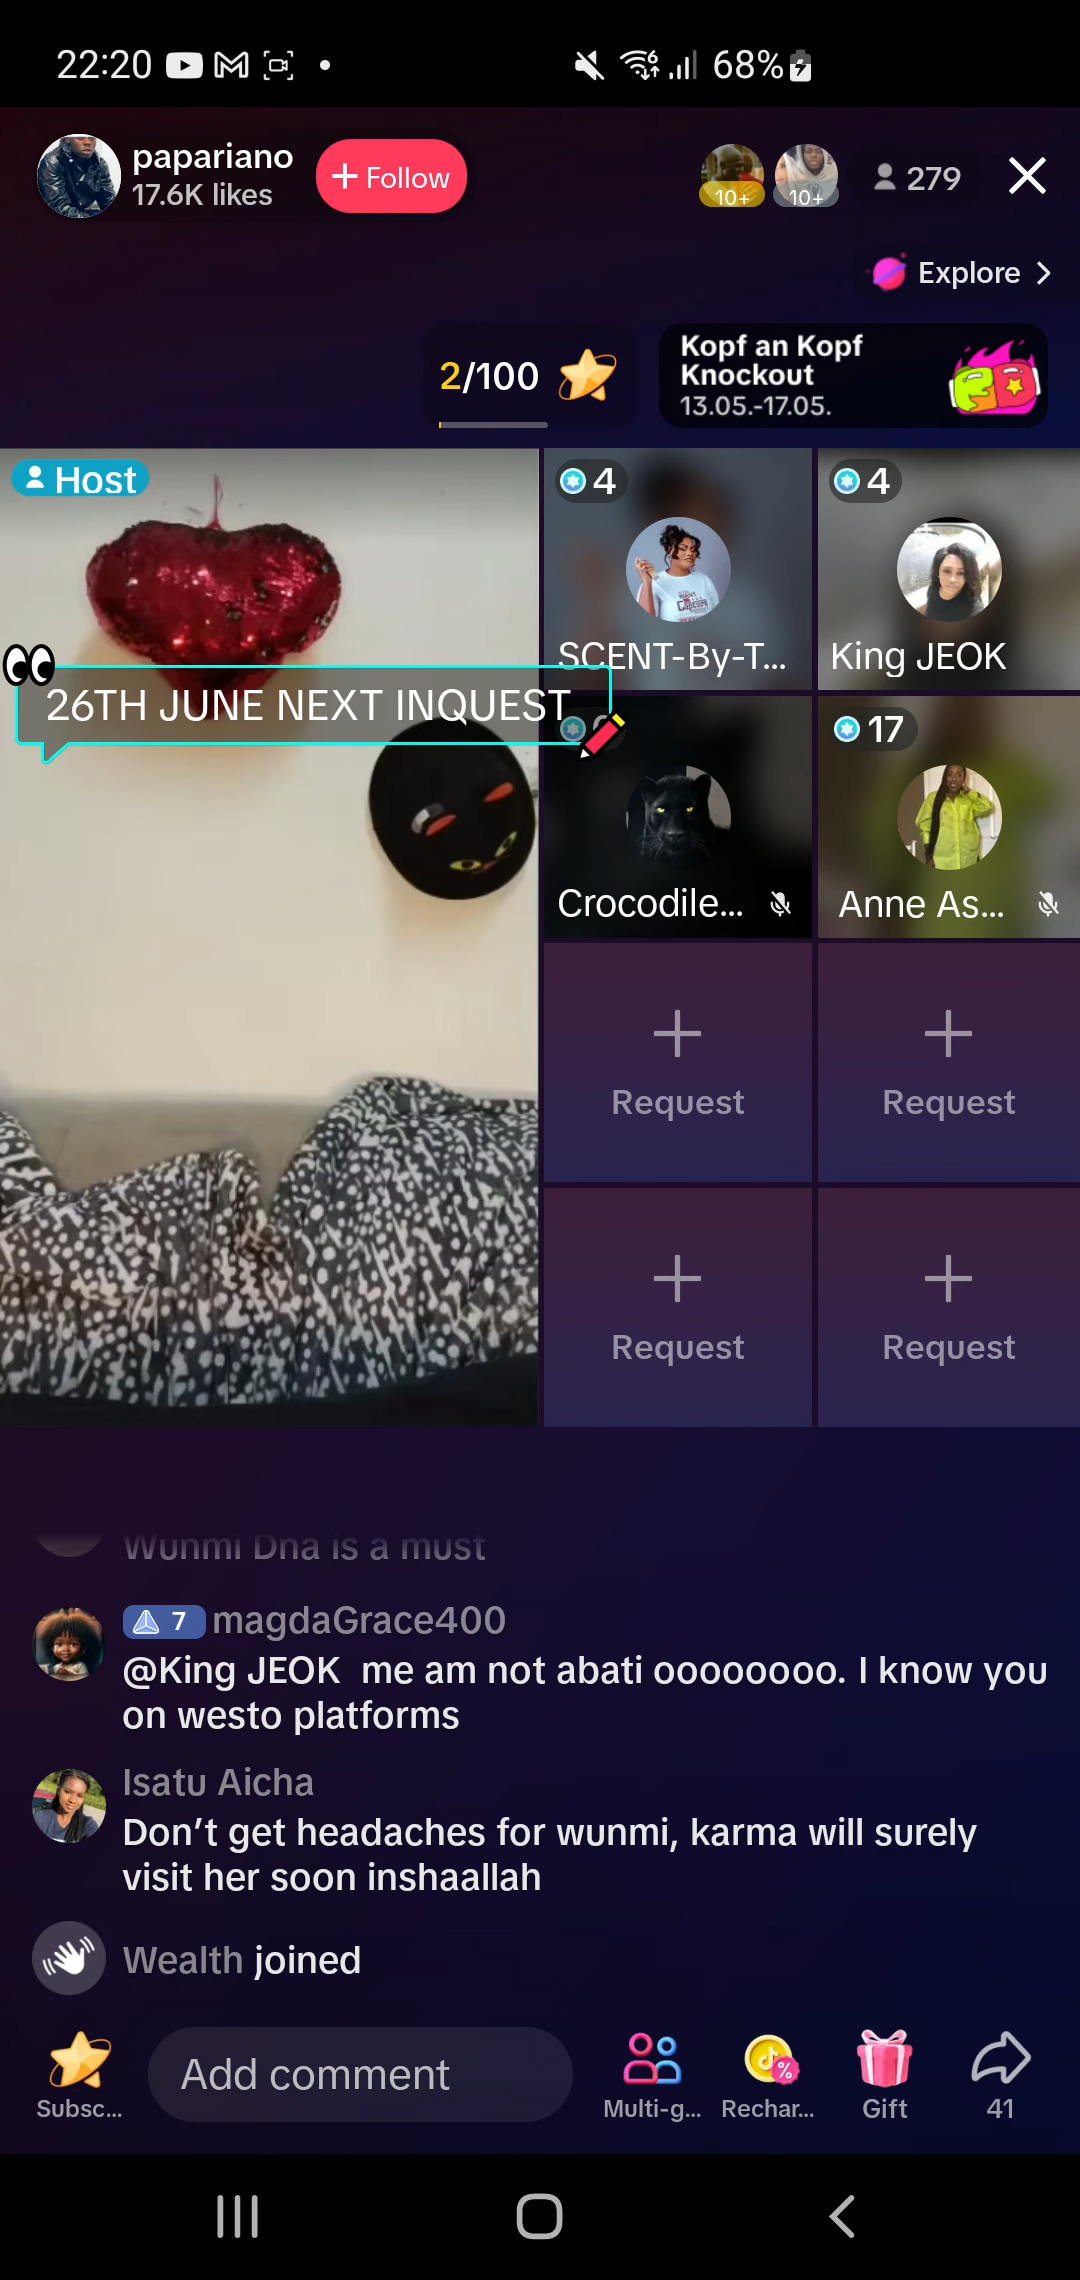 22:20
68%
papariano
17.6K likes
+ Follow
10+
10+
279
Explore
2/100
Kopf an Kopf
Knockout
13.05.-17.05.
Host
4
4
Capture
SCENT-By-T...
King JEOK
26TH JUNE NEXT INQUEST
17
Crocodile...
Anne As...
Request
Request
Request
Request
Wunmi Dna is a must
7 magdaGrace400
@King JEOK me am not abati oooooooo. I know you
on westo platforms
Isatu Aicha
Don’t get headaches for wunmi, karma will surely
visit her soon inshaallah
Wealth joined
Subsc...
Add comment
Multi-g...
Rechar...
Gift
41